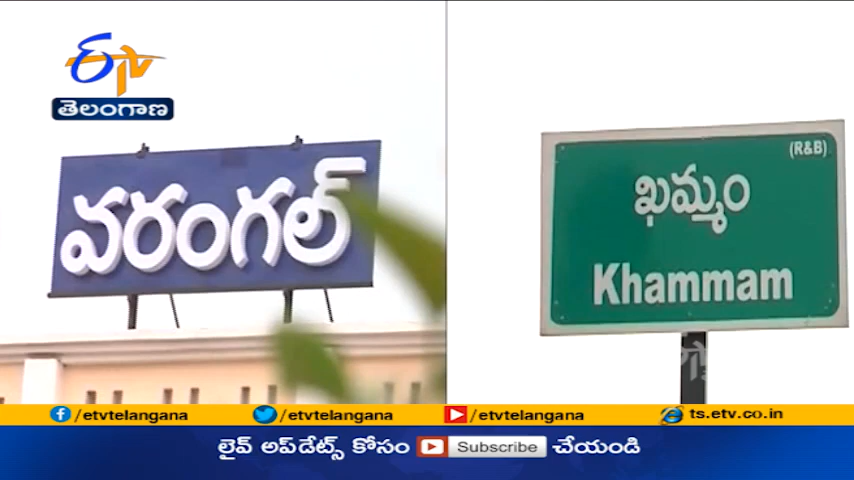 ETV
తెలంగాణ
వరంగల్
(R&B)
ఖమ్మం
Khammam
/etvtelangana
/etvtelangana
/etvtelangana
ts.etv.co.in
లైవ్ అప్‌డేట్స్ కోసం Subscribe చేయండి